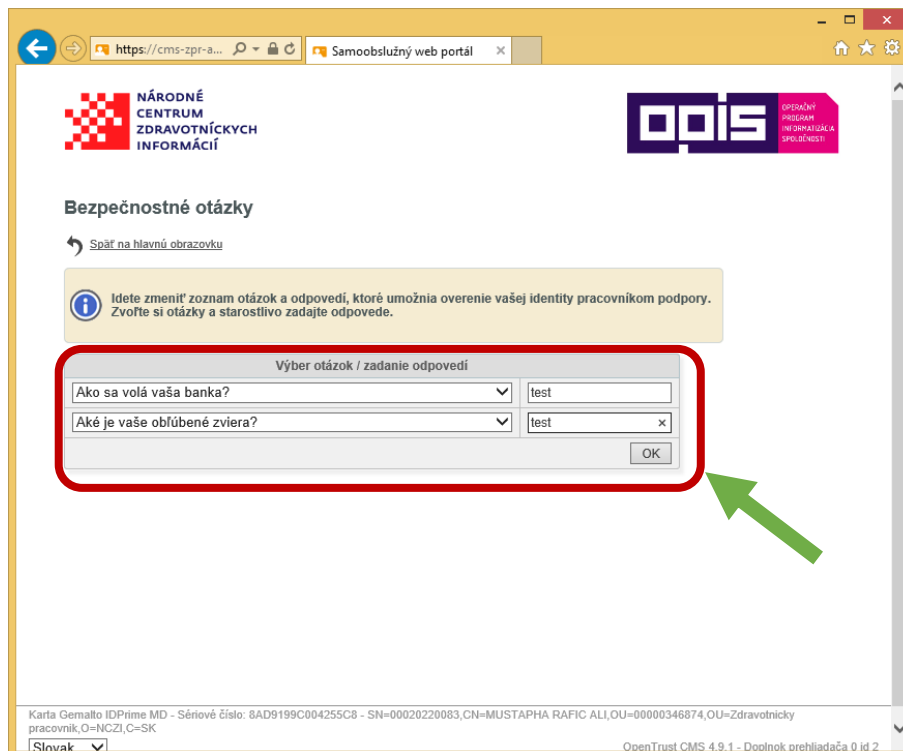 https://cms-zpr-a...
Samoobslužný web portál
NÁRODNÉ
CENTRUM
ZDRAVOTNÍCKYCH
INFORMÁCIÍ
opis
OPERAČNÝ
PROGRAM
INFORMATIZÁCIA
SPOLOČNOSTI
Bezpečnostné otázky
Späť na hlavnú obrazovku
Idete zmeniť zoznam otázok a odpovedí, ktoré umožnia overenie vašej identity pracovníkom podpory.
Zvoľte si otázky a starostlivo zadajte odpovede.
Výber otázok / zadanie odpovedí
Ako sa volá vaša banka? test
Aké je vaše obľúbené zviera? test
OK
Karta Gemalto IDPrime MD - Sériové číslo: 8AD9199C004255C8 - SN=00020220083,CN=MUSTAPHA RAFIC ALI,OU=00000346874,OU=Zdravotnicky
pracovnik,O=NCZI,C=SK
Slovak OpenTrust CMS 4.9.1 - Doplnok prehliadača 0 id 2